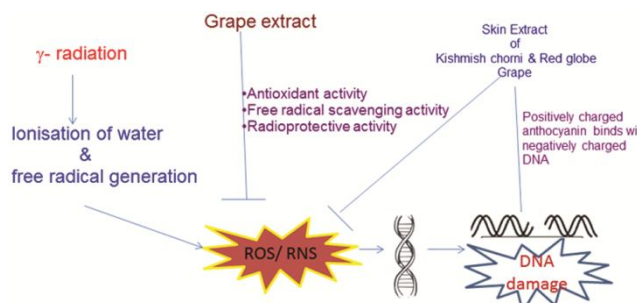 Grape extract
γ- radiation
Skin Extract
of
Kishmish chorni & Red globe
Grape
•Antioxidant activity
•Free radical scavenging activity
•Radioprotective activity
Ionisation of water
&
free radical generation
Positively charged
anthocyanin binds wi
negatively charged
DNA
ROS/ RNS
DNA
damage